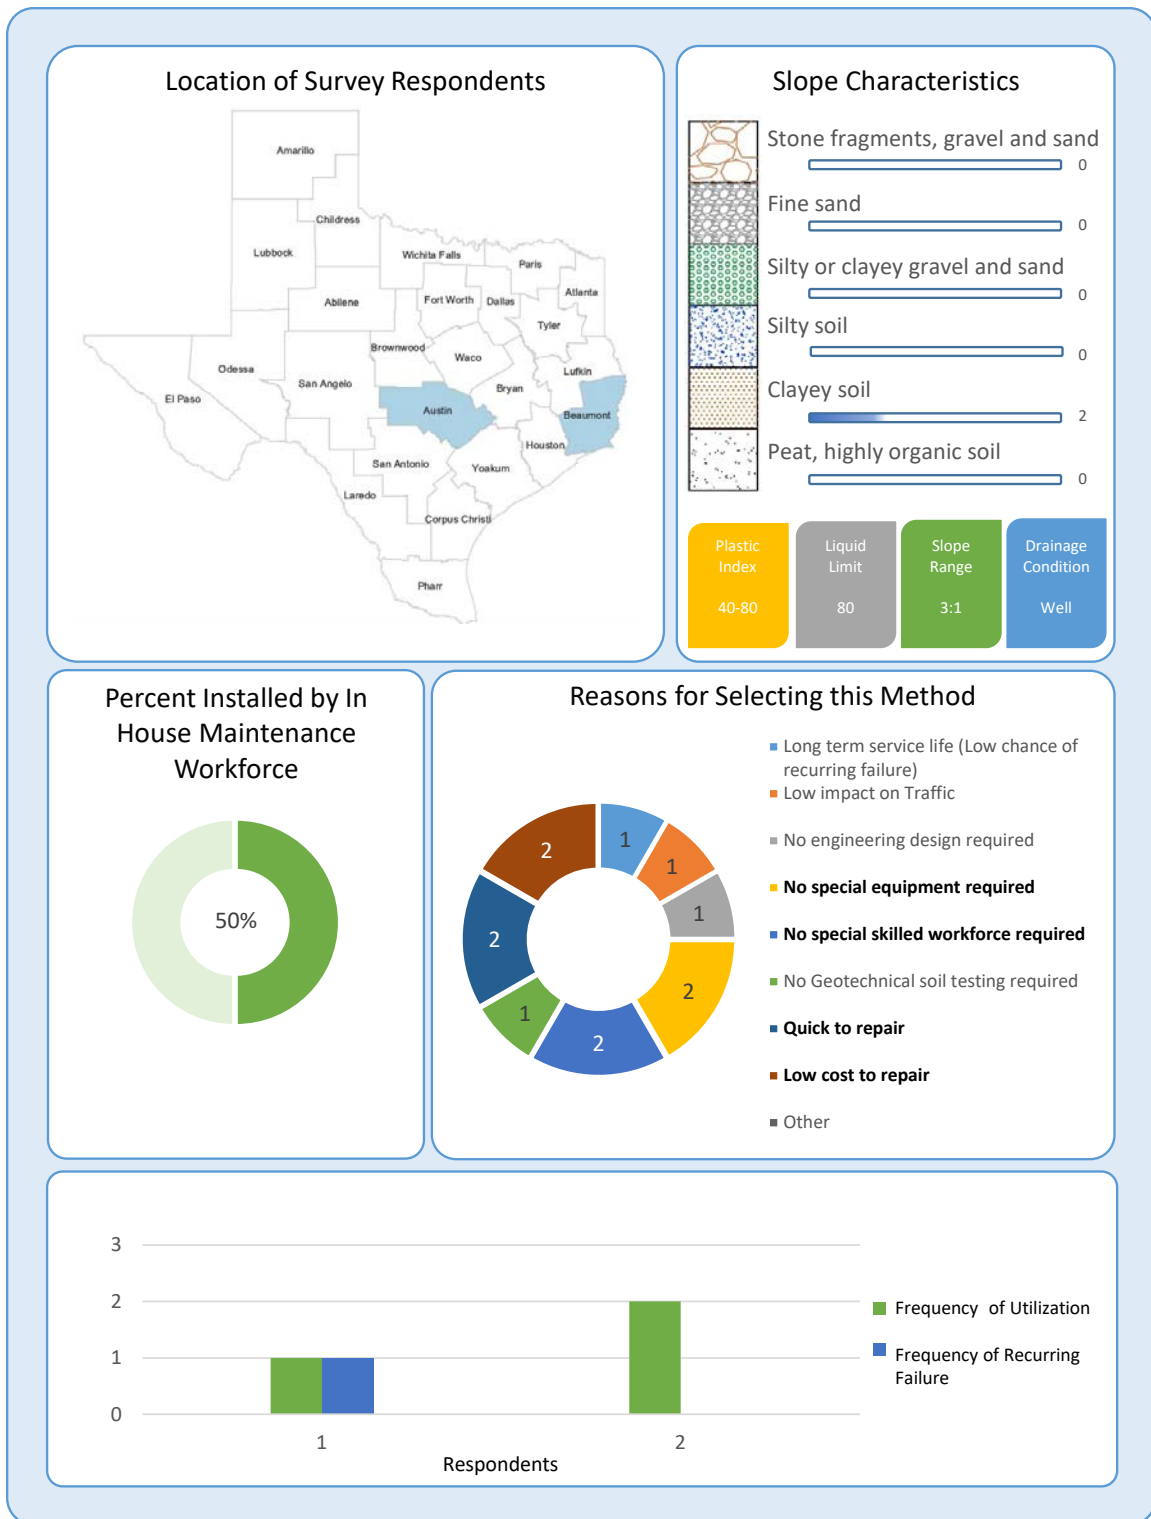 Location of Survey Respondents
Amarillo
Childress
Lubbock
Wichita Falls
Paris
Abilene
Fort Worth
Dallas
Atlanta
Tyler
Brownwood
Waco
Odessa
San Angelo
Lufkin
Bryan
El Paso
Austin
Beaumont
Houston
San Antonio
Yoakum
Laredo
Corpus Christi
Pharr
Slope Characteristics
Stone fragments, gravel and sand
0
Fine sand
0
Silty or clayey gravel and sand
0
Silty soil
0
Clayey soil
2
Peat, highly organic soil
0
Plastic
Index
40-80
Liquid
Limit
80
Slope
Range
3:1
Drainage
Condition
Well
Percent Installed by In
House Maintenance
Workforce
50%
Reasons for Selecting this Method
1
1
1
2
2
1
2
2
Long term service life (Low chance of
recurring failure)
Low impact on Traffic
No engineering design required
No special equipment required
No special skilled workforce required
No Geotechnical soil testing required
Quick to repair
Low cost to repair
Other
3
2
1
0
1
2
Respondents
Frequency of Utilization
Frequency of Recurring
Failure